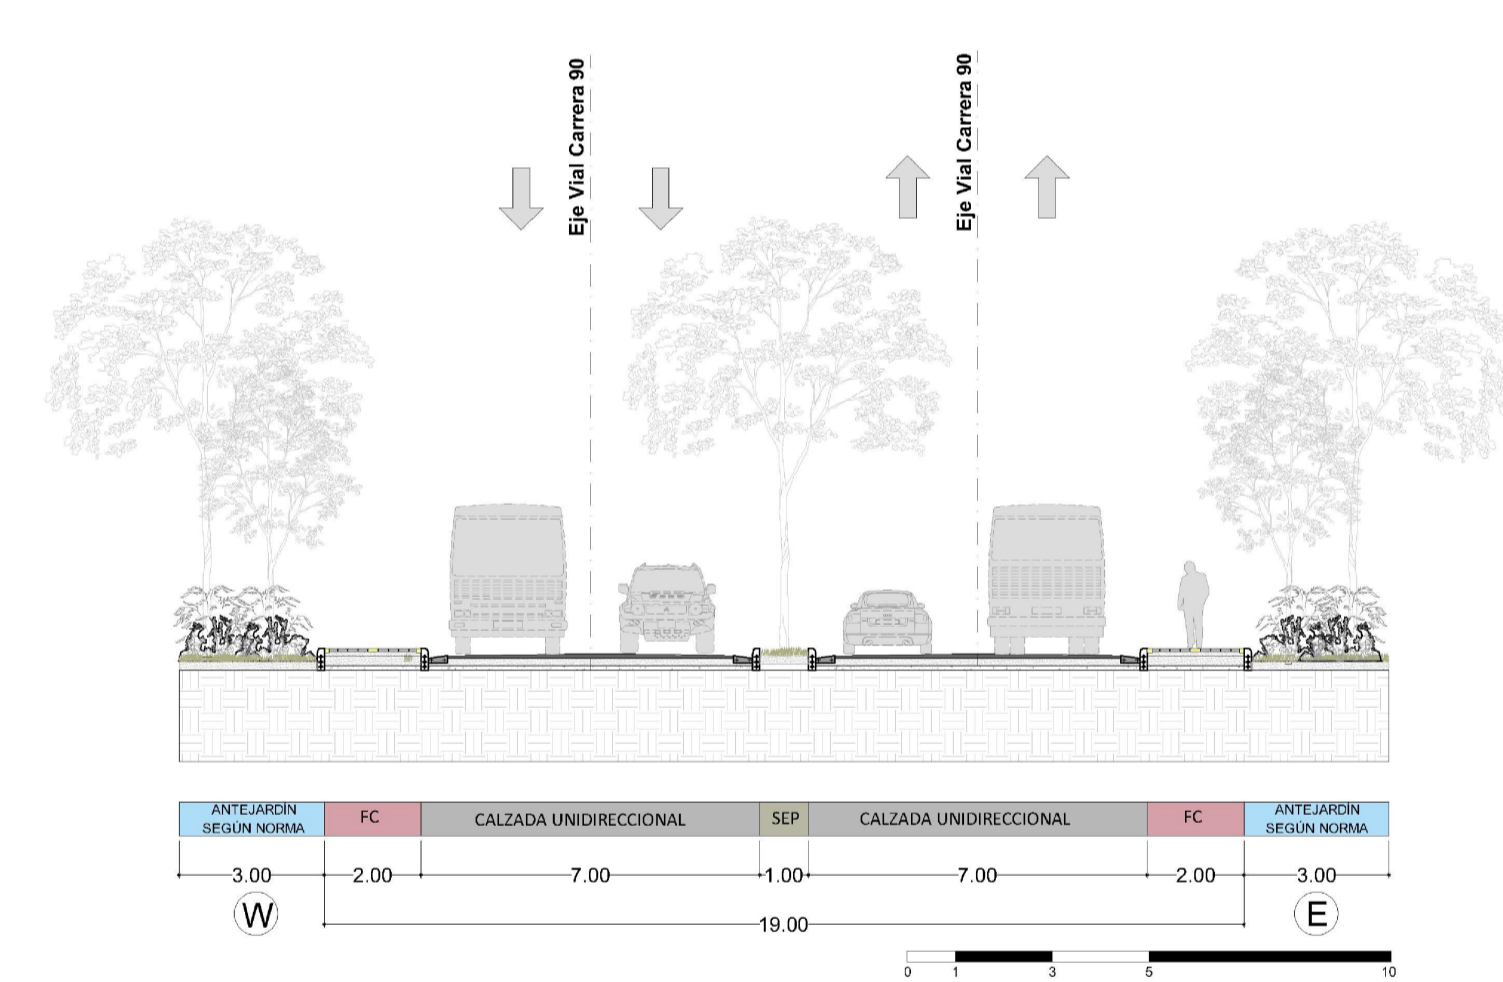 Eje Vial Carrera 90
Eje Vial Carrera 90
ANTEJARDÍN
SEGÚN NORMA
FC
CALZADA UNIDIRECCIONAL
SEP
CALZADA UNIDIRECCIONAL
FC
ANTEJARDÍN
SEGÚN NORMA
3.00
2.00
7.00
1.00
7.00
2.00
3.00
W
19.00
E
0 1 3 5 10